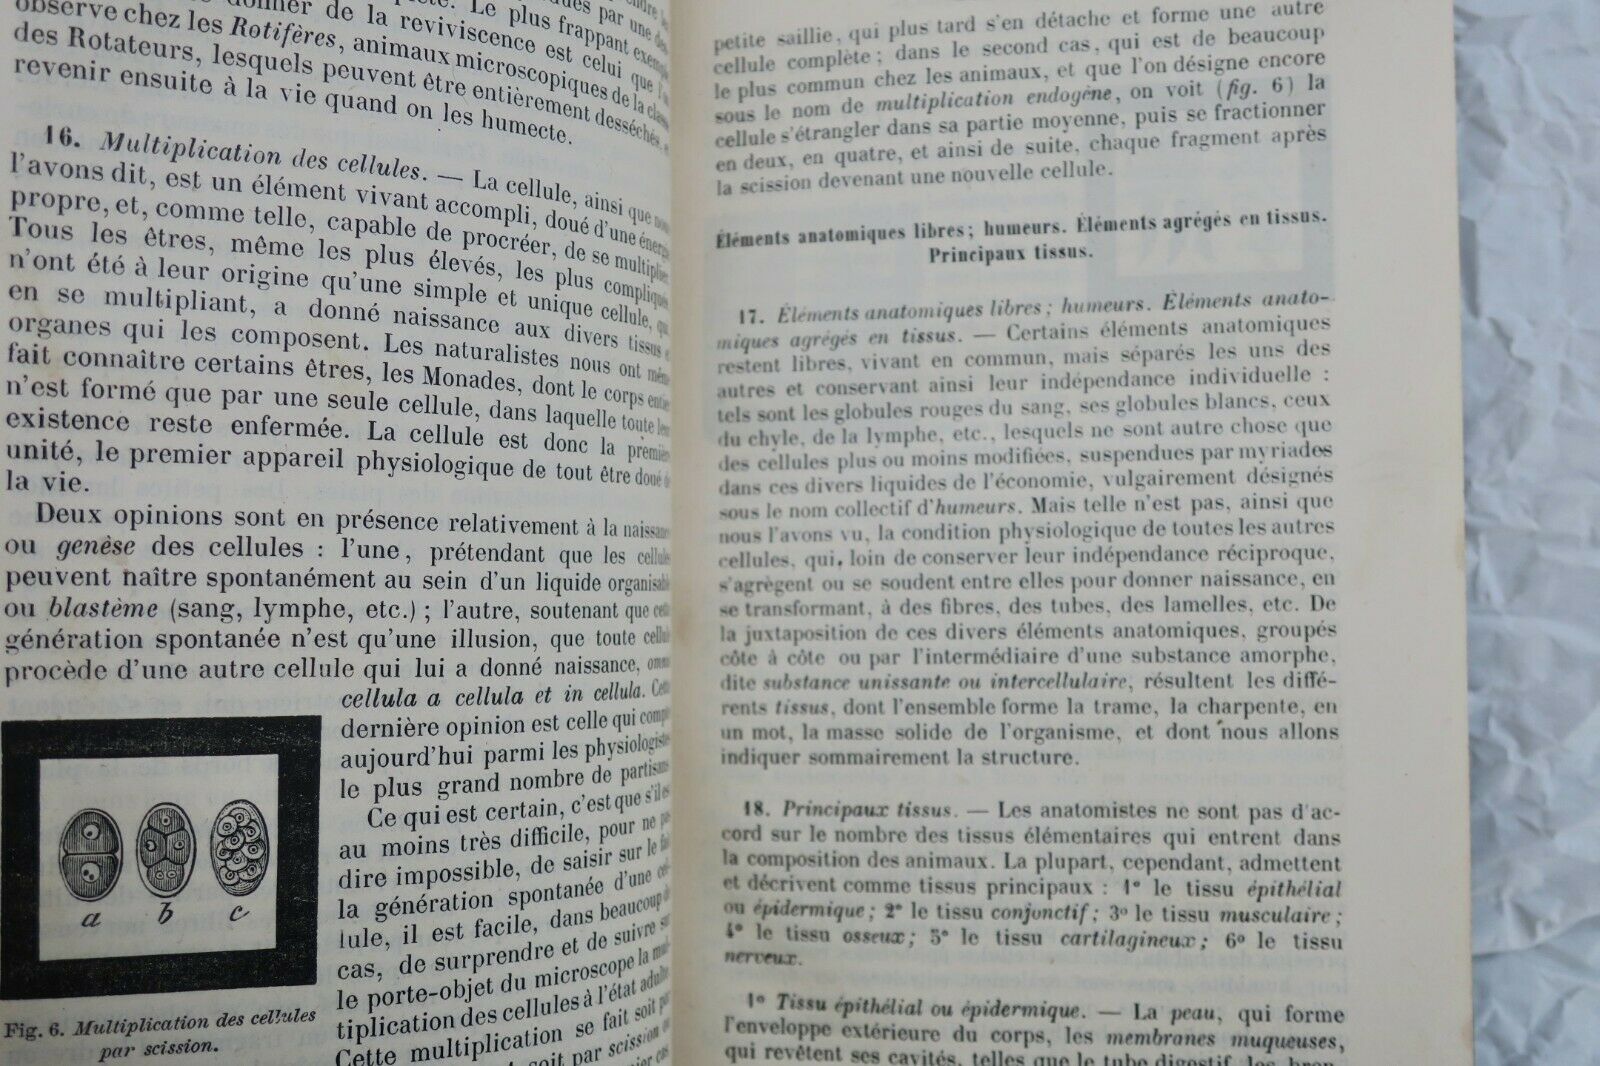 donner de la reviviscence est celui que l'on
observe chez les Rotifères, animaux microscopiques de la classe
des Rotateurs, lesquels peuvent être entièrement desséchés, et
revenir ensuite à la vie quand on les humecte.
16. Multiplication des cellules. — La cellule, ainsi que nous
l'avons dit, est un élément vivant accompli, doué d'une énergie
propre, et, comme telle, capable de procréer, de se multiplier.
Tous les êtres, même les plus élevés, les plus compliqués
n'ont été à leur origine qu'une simple et unique cellule, qui
en se multipliant, a donné naissance aux divers tissus et
organes qui les composent. Les naturalistes nous ont même
fait connaître certains êtres, les Monades, dont le corps entier
n'est formé que par une seule cellule, dans laquelle toute leur
existence reste enfermée. La cellule est donc la première
unité, le premier appareil physiologique de tout être doué de
la vie.
Deux opinions sont en présence relativement à la naissance
ou genèse des cellules : l'une, prétendant que les cellules
peuvent naître spontanément au sein d'un liquide organisable
ou blastème (sang, lymphe, etc.) ; l'autre, soutenant que cette
génération spontanée n'est qu'une illusion, que toute cellule
procède d'une autre cellule qui lui a donné naissance, omnis
cellula a cellula et in cellula. Cette
dernière opinion est celle qui compte
aujourd'hui parmi les physiologistes
le plus grand nombre de partisans
Ce qui est certain, c'est que s'il est
au moins très difficile, pour ne pas
dire impossible, de saisir sur le fait
la génération spontanée d'une cel-
lule, il est facile, dans beaucoup de
cas, de surprendre et de suivre sur
le porte-objet du microscope la mul-
tiplication des cellules à l'état adulte
Cette multiplication se fait soit par
soit par scission ou
a b c
Fig. 6. Multiplication des cellules
par scission.
petite saillie, qui plus tard s'en détache et forme une autre
cellule complète ; dans le second cas, qui est de beaucoup
le plus commun chez les animaux, et que l'on désigne encore
sous le nom de multiplication endogène, on voit (fig. 6) la
cellule s'étrangler dans sa partie moyenne, puis se fractionner
en deux, en quatre, et ainsi de suite, chaque fragment après
la scission devenant une nouvelle cellule.
Éléments anatomiques libres ; humeurs. Éléments agrégés en tissus.
Principaux tissus.
17. Éléments anatomiques libres ; humeurs. Éléments anato-
miques agrégés en tissus. — Certains éléments anatomiques
restent libres, vivant en commun, mais séparés les uns des
autres et conservant ainsi leur indépendance individuelle :
tels sont les globules rouges du sang, ses globules blancs, ceux
du chyle, de la lymphe, etc., lesquels ne sont autre chose que
des cellules plus ou moins modifiées, suspendues par myriades
dans ces divers liquides de l'économie, vulgairement désignés
sous le nom collectif d'humeurs. Mais telle n'est pas, ainsi que
nous l'avons vu, la condition physiologique de toutes les autres
cellules, qui, loin de conserver leur indépendance réciproque,
s'agrègent ou se soudent entre elles pour donner naissance, en
se transformant, à des fibres, des tubes, des lamelles, etc. De
la juxtaposition de ces divers éléments anatomiques, groupés
côte à côte ou par l'intermédiaire d'une substance amorphe,
dite substance unissante ou intercellulaire, résultent les diffé-
rents tissus, dont l'ensemble forme la trame, la charpente, en
un mot, la masse solide de l'organisme, et dont nous allons
indiquer sommairement la structure.
18. Principaux tissus. — Les anatomistes ne sont pas d'ac-
cord sur le nombre des tissus élémentaires qui entrent dans
la composition des animaux. La plupart, cependant, admettent
et décrivent comme tissus principaux : 1° le tissu épithélial
ou épidermique ; 2° le tissu conjonctif ; 3° le tissu musculaire ;
4° le tissu osseux ; 5° le tissu cartilagineux ; 6° le tissu
nerveux.
1° Tissu épithélial ou épidermique. — La peau, qui forme
l'enveloppe extérieure du corps, les membranes muqueuses,
qui revêtent ses cavités, telles que le tube digestif, les bron-